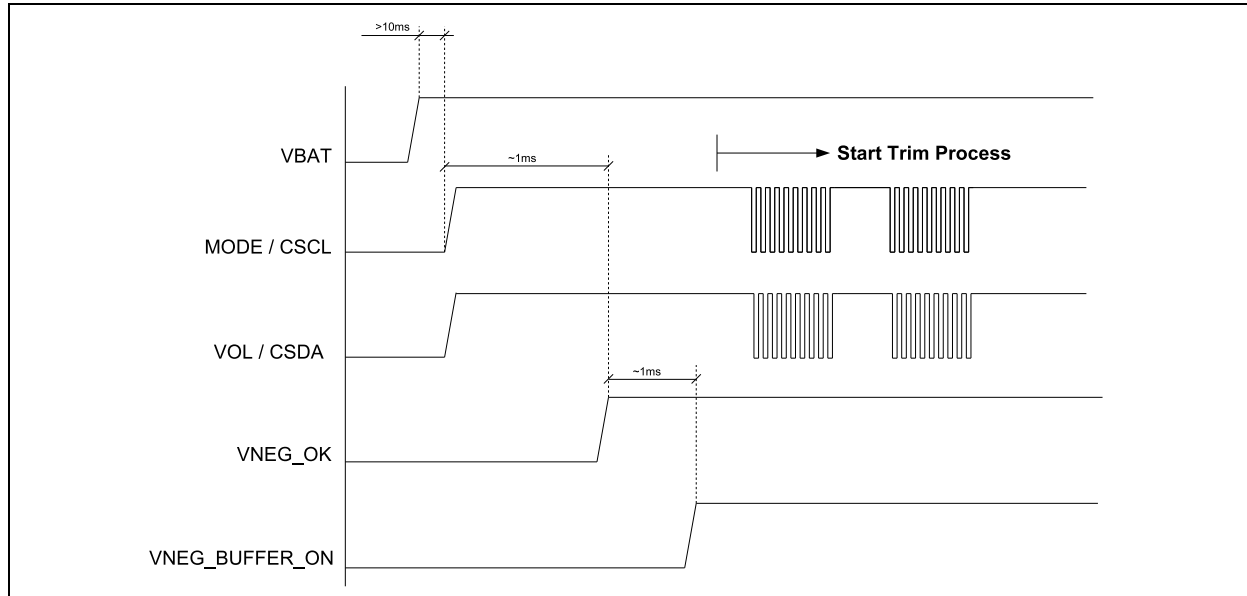 >10ms
VBAT
~1ms
Start Trim Process
MODE / CSCL
VOL / CSDA
~1ms
VNEG_OK
VNEG_BUFFER_ON